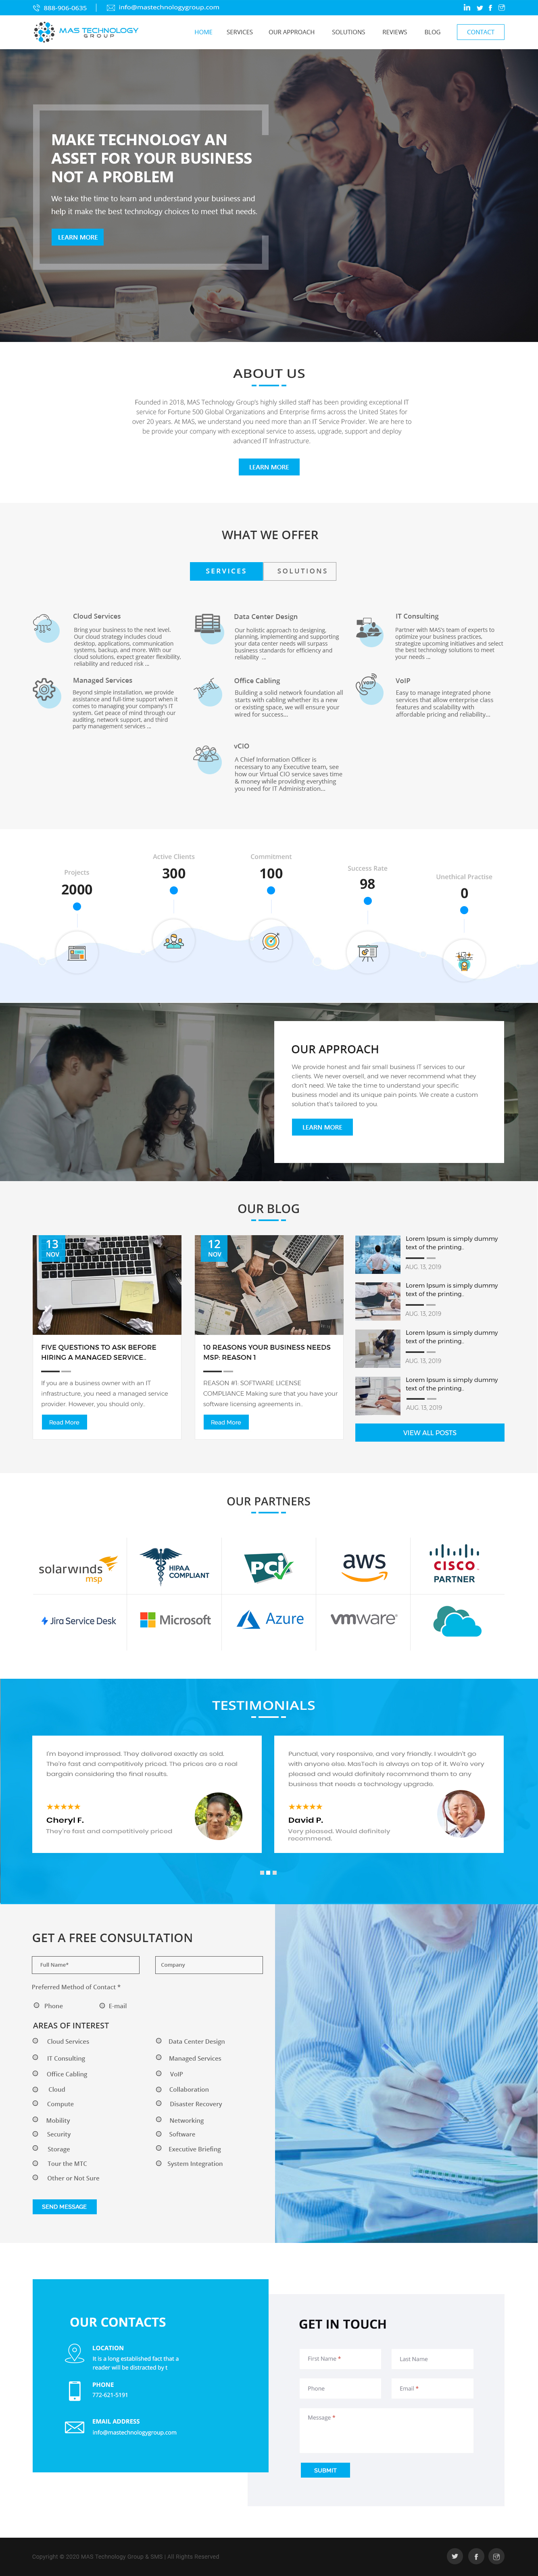 888-906-0635
info@mastechnologygroup.com
MAS TECHNOLOGY
GROUP
HOME SERVICES OUR APPROACH SOLUTIONS REVIEWS BLOG CONTACT
MAKE TECHNOLOGY AN
ASSET FOR YOUR BUSINESS
NOT A PROBLEM
We take the time to learn and understand your business and
help it make the best technology choices to meet that needs.
LEARN MORE
ABOUT US
Founded in 2018, MAS Technology Group's highly skilled staff has been providing exceptional IT
service for Fortune 500 Global Organizations and Enterprise firms across the United States for
over 20 years. At MAS, we understand you need more than an IT Service Provider. We are here to
be provide your company with exceptional service to assess, upgrade, support and deploy
advanced IT Infrastructure.
LEARN MORE
WHAT WE OFFER
SERVICES SOLUTIONS
Cloud Services
Bring your business to the next level.
Our cloud strategy includes cloud
desktop, applications, communication
systems, backup, and more. With our
cloud solutions, expect greater flexibility,
reliability and reduced risk ...
Data Center Design
Our holistic approach to designing,
planning, implementing and supporting
your data center needs will surpass
business standards for efficiency and
reliability ...
IT Consulting
Partner with MAS's team of experts to
optimize your business practices,
strategize upcoming initiatives and select
the best technology solutions to meet
your needs ...
Managed Services
Beyond simple installation, we provide
assistance and full-time support when it
comes to managing your company's IT
system. Get peace of mind through our
auditing, network support, and third
party management services ...
Office Cabling
Building a solid network foundation all
starts with cabling whether its a new
or existing space, we will ensure your
wired for success...
VoIP
Easy to manage integrated phone
services that allow enterprise class
features and scalability with
affordable pricing and reliability...
vCIO
A Chief Information Officer is
necessary to any Executive team, see
how our Virtual CIO service saves time
& money while providing everything
you need for IT Administration...
Projects
2000
Active Clients
300
Commitment
100
Success Rate
98
Unethical Practise
0
OUR APPROACH
We provide honest and fair small business IT services to our
clients. We never oversell, and we never recommend what they
don't need. We take the time to understand your specific
business model and its unique pain points. We create a custom
solution that's tailored to you.
LEARN MORE
OUR BLOG
13
NOV
FIVE QUESTIONS TO ASK BEFORE
HIRING A MANAGED SERVICE..
If you are a business owner with an IT
infrastructure, you need a managed service
provider. However, you should only..
Read More
12
NOV
10 REASONS YOUR BUSINESS NEEDS
MSP: REASON 1
REASON #1: SOFTWARE LICENSE
COMPLIANCE Making sure that you have your
software licensing agreements in..
Read More
Lorem Ipsum is simply dummy
text of the printing..
AUG. 13, 2019
Lorem Ipsum is simply dummy
text of the printing..
AUG. 13, 2019
Lorem Ipsum is simply dummy
text of the printing..
AUG. 13, 2019
Lorem Ipsum is simply dummy
text of the printing..
AUG. 13, 2019
VIEW ALL POSTS
OUR PARTNERS
solarwinds
msp
HIPAA
COMPLIANT
PCI
aws
CISCO
PARTNER
Jira Service Desk
Microsoft
Azure
vmware
TESTIMONIALS
I'm beyond impressed. They delivered exactly as sold.
The're fast and competitively priced. The prices are a real
bargain considering the final results.
Cheryl F.
They're fast and competitively priced
Punctual, very responsive, and very friendly. I wouldn't go
with anyone else. MasTech is always on top of it. We're very
pleased and would definitely recommend them to any
business that needs a technology upgrade.
David P.
Very pleased. Would definitely
recommend.
GET A FREE CONSULTATION
Full Name*
Company
Preferred Method of Contact *
Phone
E-mail
AREAS OF INTEREST
Cloud Services
Data Center Design
IT Consulting
Managed Services
Office Cabling
VoIP
Cloud
Collaboration
Compute
Disaster Recovery
Mobility
Networking
Security
Software
Storage
Executive Briefing
Tour the MTC
System Integration
Other or Not Sure
SEND MESSAGE
OUR CONTACTS
LOCATION
It is a long established fact that a
reader will be distracted by t
PHONE
772-621-5191
EMAIL ADDRESS
info@mastechnologygroup.com
GET IN TOUCH
First Name *
Last Name
Phone
Email *
Message *
SUBMIT
Copyright © 2020 MAS Technology Group & SMS / All Rights Reserved